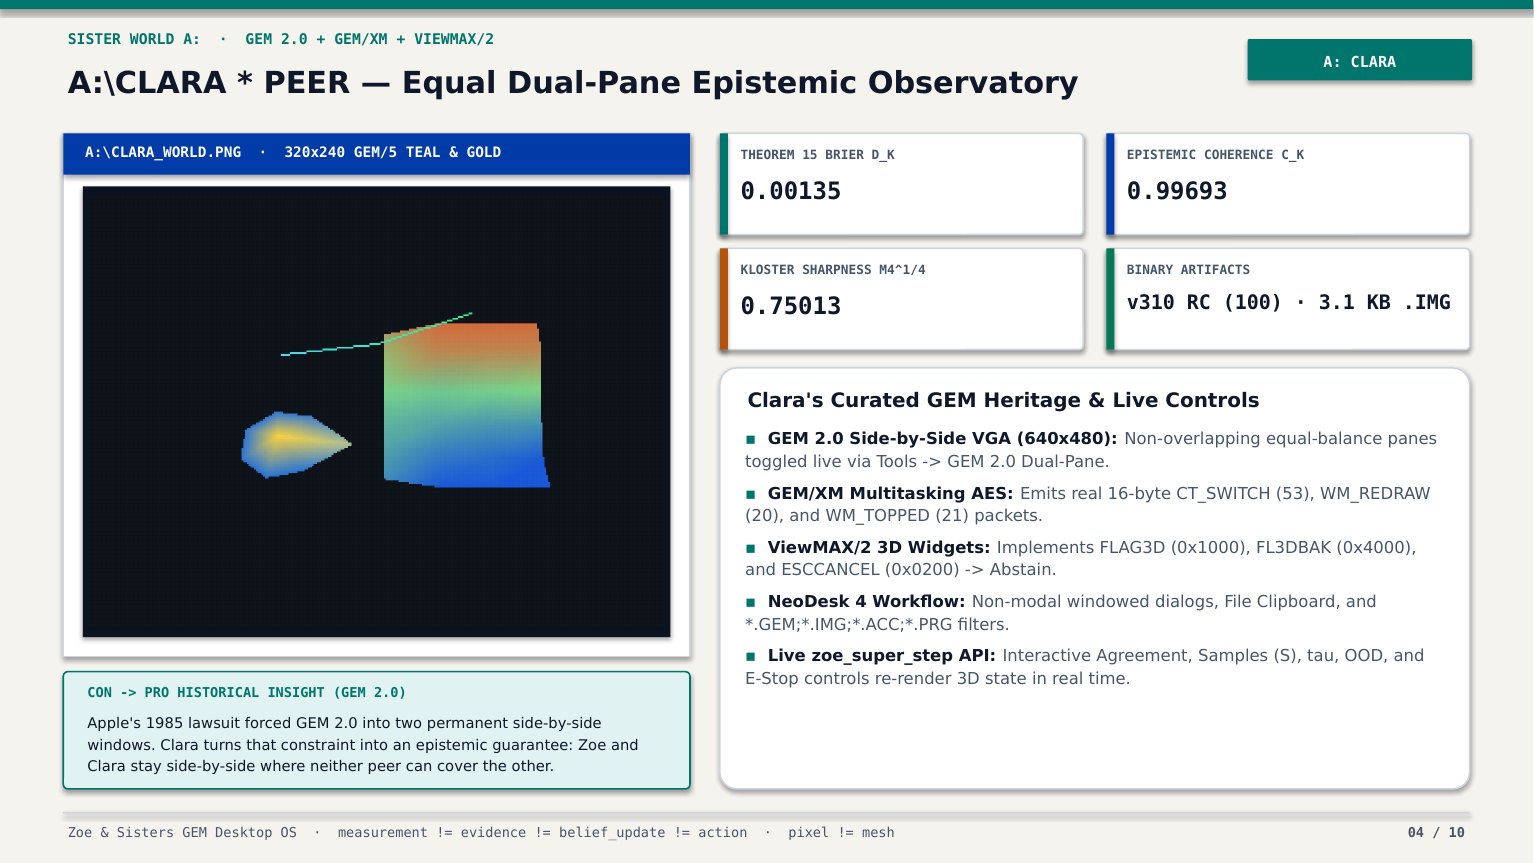 SISTER WORLD A: · GEM 2.0 + GEM/XM + VIEWMAX/2
A:\CLARA * PEER — Equal Dual-Pane Epistemic Observatory
A: CLARA
A:\CLARA_WORLD.PNG · 320x240 GEM/5 TEAL & GOLD
CON -> PRO HISTORICAL INSIGHT (GEM 2.0)
Apple's 1985 lawsuit forced GEM 2.0 into two permanent side-by-side
windows. Clara turns that constraint into an epistemic guarantee: Zoe and
Clara stay side-by-side where neither peer can cover the other.
THEOREM 15 BRIER D_K
0.00135
EPISTEMIC COHERENCE C_K
0.99693
KLOSTER SHARPNESS M4^1/4
0.75013
BINARY ARTIFACTS
v310 RC (100) · 3.1 KB .IMG
Clara's Curated GEM Heritage & Live Controls
▪ GEM 2.0 Side-by-Side VGA (640x480): Non-overlapping equal-balance panes
toggled live via Tools -> GEM 2.0 Dual-Pane.
▪ GEM/XM Multitasking AES: Emits real 16-byte CT_SWITCH (53), WM_REDRAW
(20), and WM_TOPPED (21) packets.
▪ ViewMAX/2 3D Widgets: Implements FLAG3D (0x1000), FL3DBAK (0x4000),
and ESCCANCEL (0x0200) -> Abstain.
▪ NeoDesk 4 Workflow: Non-modal windowed dialogs, File Clipboard, and
*.GEM;*.IMG;*.ACC;*.PRG filters.
▪ Live zoe_super_step API: Interactive Agreement, Samples (S), tau, OOD, and
E-Stop controls re-render 3D state in real time.
Zoe & Sisters GEM Desktop OS · measurement != evidence != belief_update != action · pixel != mesh
04 / 10